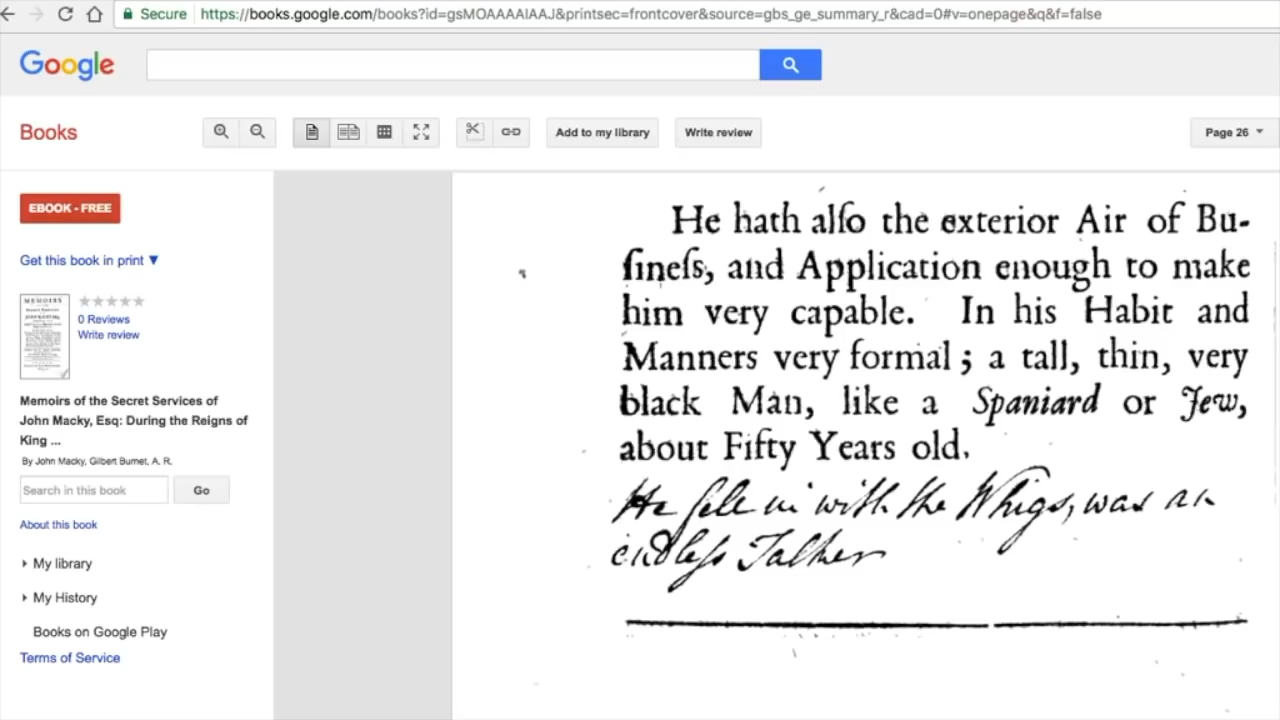 Secure https://books.google.com/books?id=gsMOAAAAIAAJ&printsec=frontcover&source=gbs_ge_summary_r&cad=0#v=onepage&q&f=false
Google
Books
Add to my library
Write review
Page 26
EBOOK - FREE
Get this book in print ▼
0 Reviews
Write review
Memoirs of the Secret Services of
John Macky, Esq: During the Reigns of
King ...
By John Macky, Gilbert Burnet, A. R.
Search in this book
Go
About this book
My library
My History
Books on Google Play
Terms of Service
He hath alſo the exterior Air of Bu-
ſineſs, and Application enough to make
him very capable. In his Habit and
Manners very formal; a tall, thin, very
black Man, like a Spaniard or Jew,
about Fifty Years old.
He fell in with the Whigs, was an
endleſs Talker